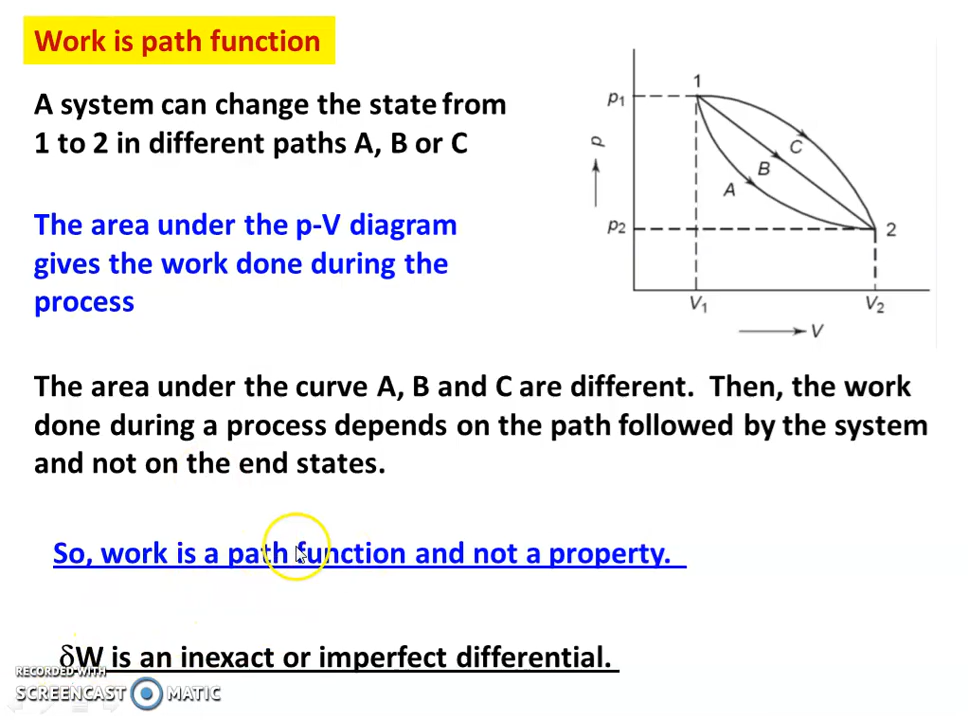 Work is path function
A system can change the state from
1 to 2 in different paths A, B or C
The area under the p-V diagram
gives the work done during the
process
1
p1
p
C
B
A
p2
2
V1
V2
V
The area under the curve A, B and C are different. Then, the work
done during a process depends on the path followed by the system
and not on the end states.
So, work is a path function and not a property.
δW is an inexact or imperfect differential.
RECORDED WITH
SCREENCAST MATIC